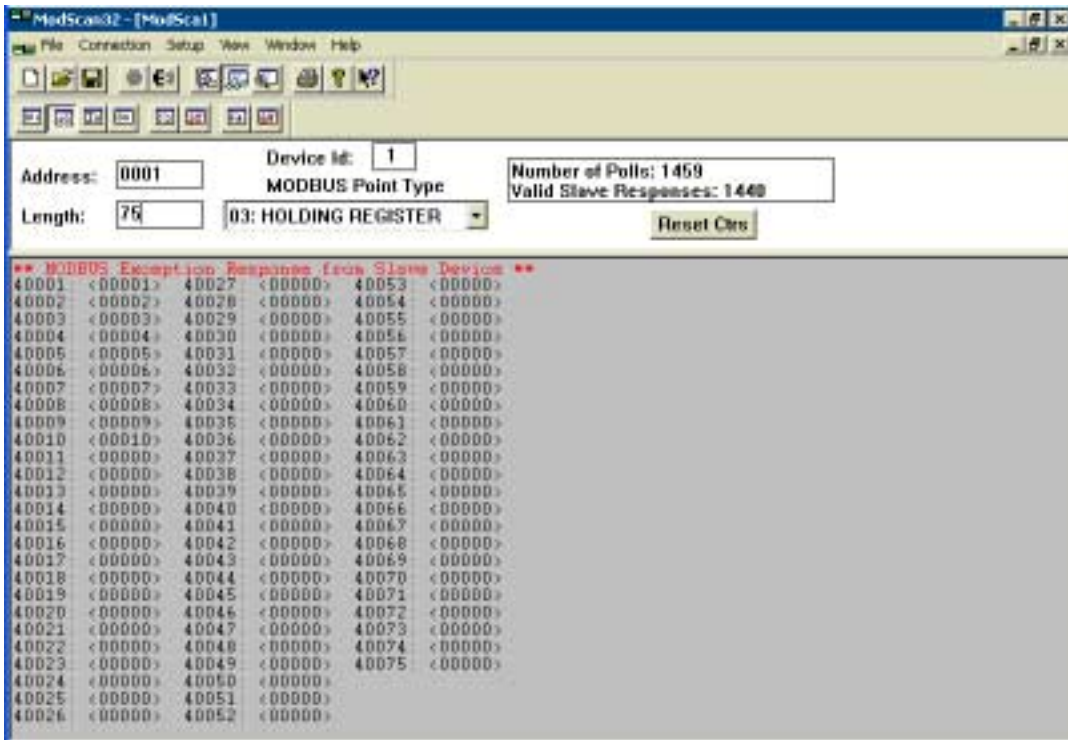 ModScan32 - [ModSca1]
File Connection Setup View Window Help
Address: 0001
Device Id: 1
MODBUS Point Type
Length: 75
03: HOLDING REGISTER
Number of Polls: 1459
Valid Slave Responses: 1440
Reset Ctrs
** MODBUS Exception Response from Slave Device **
40001: <00001> 40027: <00000> 40053: <00000>
40002: <00002> 40028: <00000> 40054: <00000>
40003: <00003> 40029: <00000> 40055: <00000>
40004: <00004> 40030: <00000> 40056: <00000>
40005: <00005> 40031: <00000> 40057: <00000>
40006: <00006> 40032: <00000> 40058: <00000>
40007: <00007> 40033: <00000> 40059: <00000>
40008: <00008> 40034: <00000> 40060: <00000>
40009: <00009> 40035: <00000> 40061: <00000>
40010: <00010> 40036: <00000> 40062: <00000>
40011: <00000> 40037: <00000> 40063: <00000>
40012: <00000> 40038: <00000> 40064: <00000>
40013: <00000> 40039: <00000> 40065: <00000>
40014: <00000> 40040: <00000> 40066: <00000>
40015: <00000> 40041: <00000> 40067: <00000>
40016: <00000> 40042: <00000> 40068: <00000>
40017: <00000> 40043: <00000> 40069: <00000>
40018: <00000> 40044: <00000> 40070: <00000>
40019: <00000> 40045: <00000> 40071: <00000>
40020: <00000> 40046: <00000> 40072: <00000>
40021: <00000> 40047: <00000> 40073: <00000>
40022: <00000> 40048: <00000> 40074: <00000>
40023: <00000> 40049: <00000> 40075: <00000>
40024: <00000> 40050: <00000>
40025: <00000> 40051: <00000>
40026: <00000> 40052: <00000>